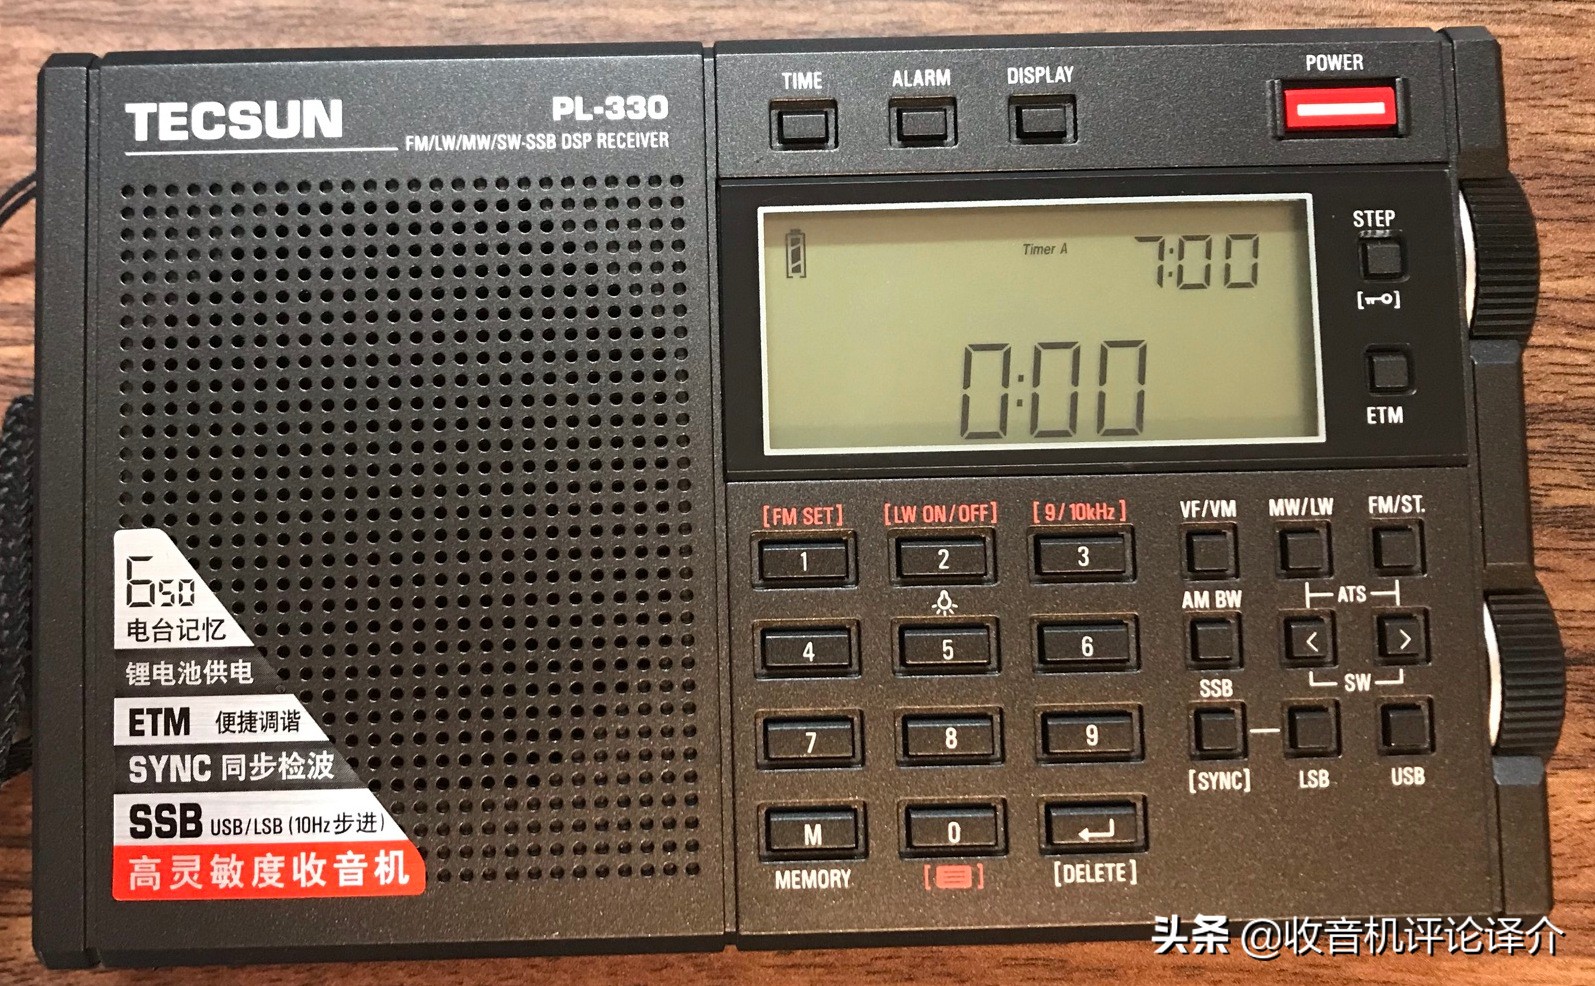 TECSUN
PL-330
FM/LW/MW/SW-SSB DSP RECEIVER
TIME
ALARM
DISPLAY
POWER
Timer A
7:00
0:00
STEP
ETM
650
电台记忆
锂电池供电
ETM 便捷调谐
SYNC 同步检波
SSB USB/LSB (10Hz步进)
高灵敏度收音机
[FM SET] [LW ON/OFF] [9/10kHz]
1 2 3
4 5 6
7 8 9
M 0
MEMORY [DELETE]
VF/VM MW/LW FM/ST.
AM BW ATS
< >
SSB SW
[SYNC] LSB USB
头条 @收音机评论译介